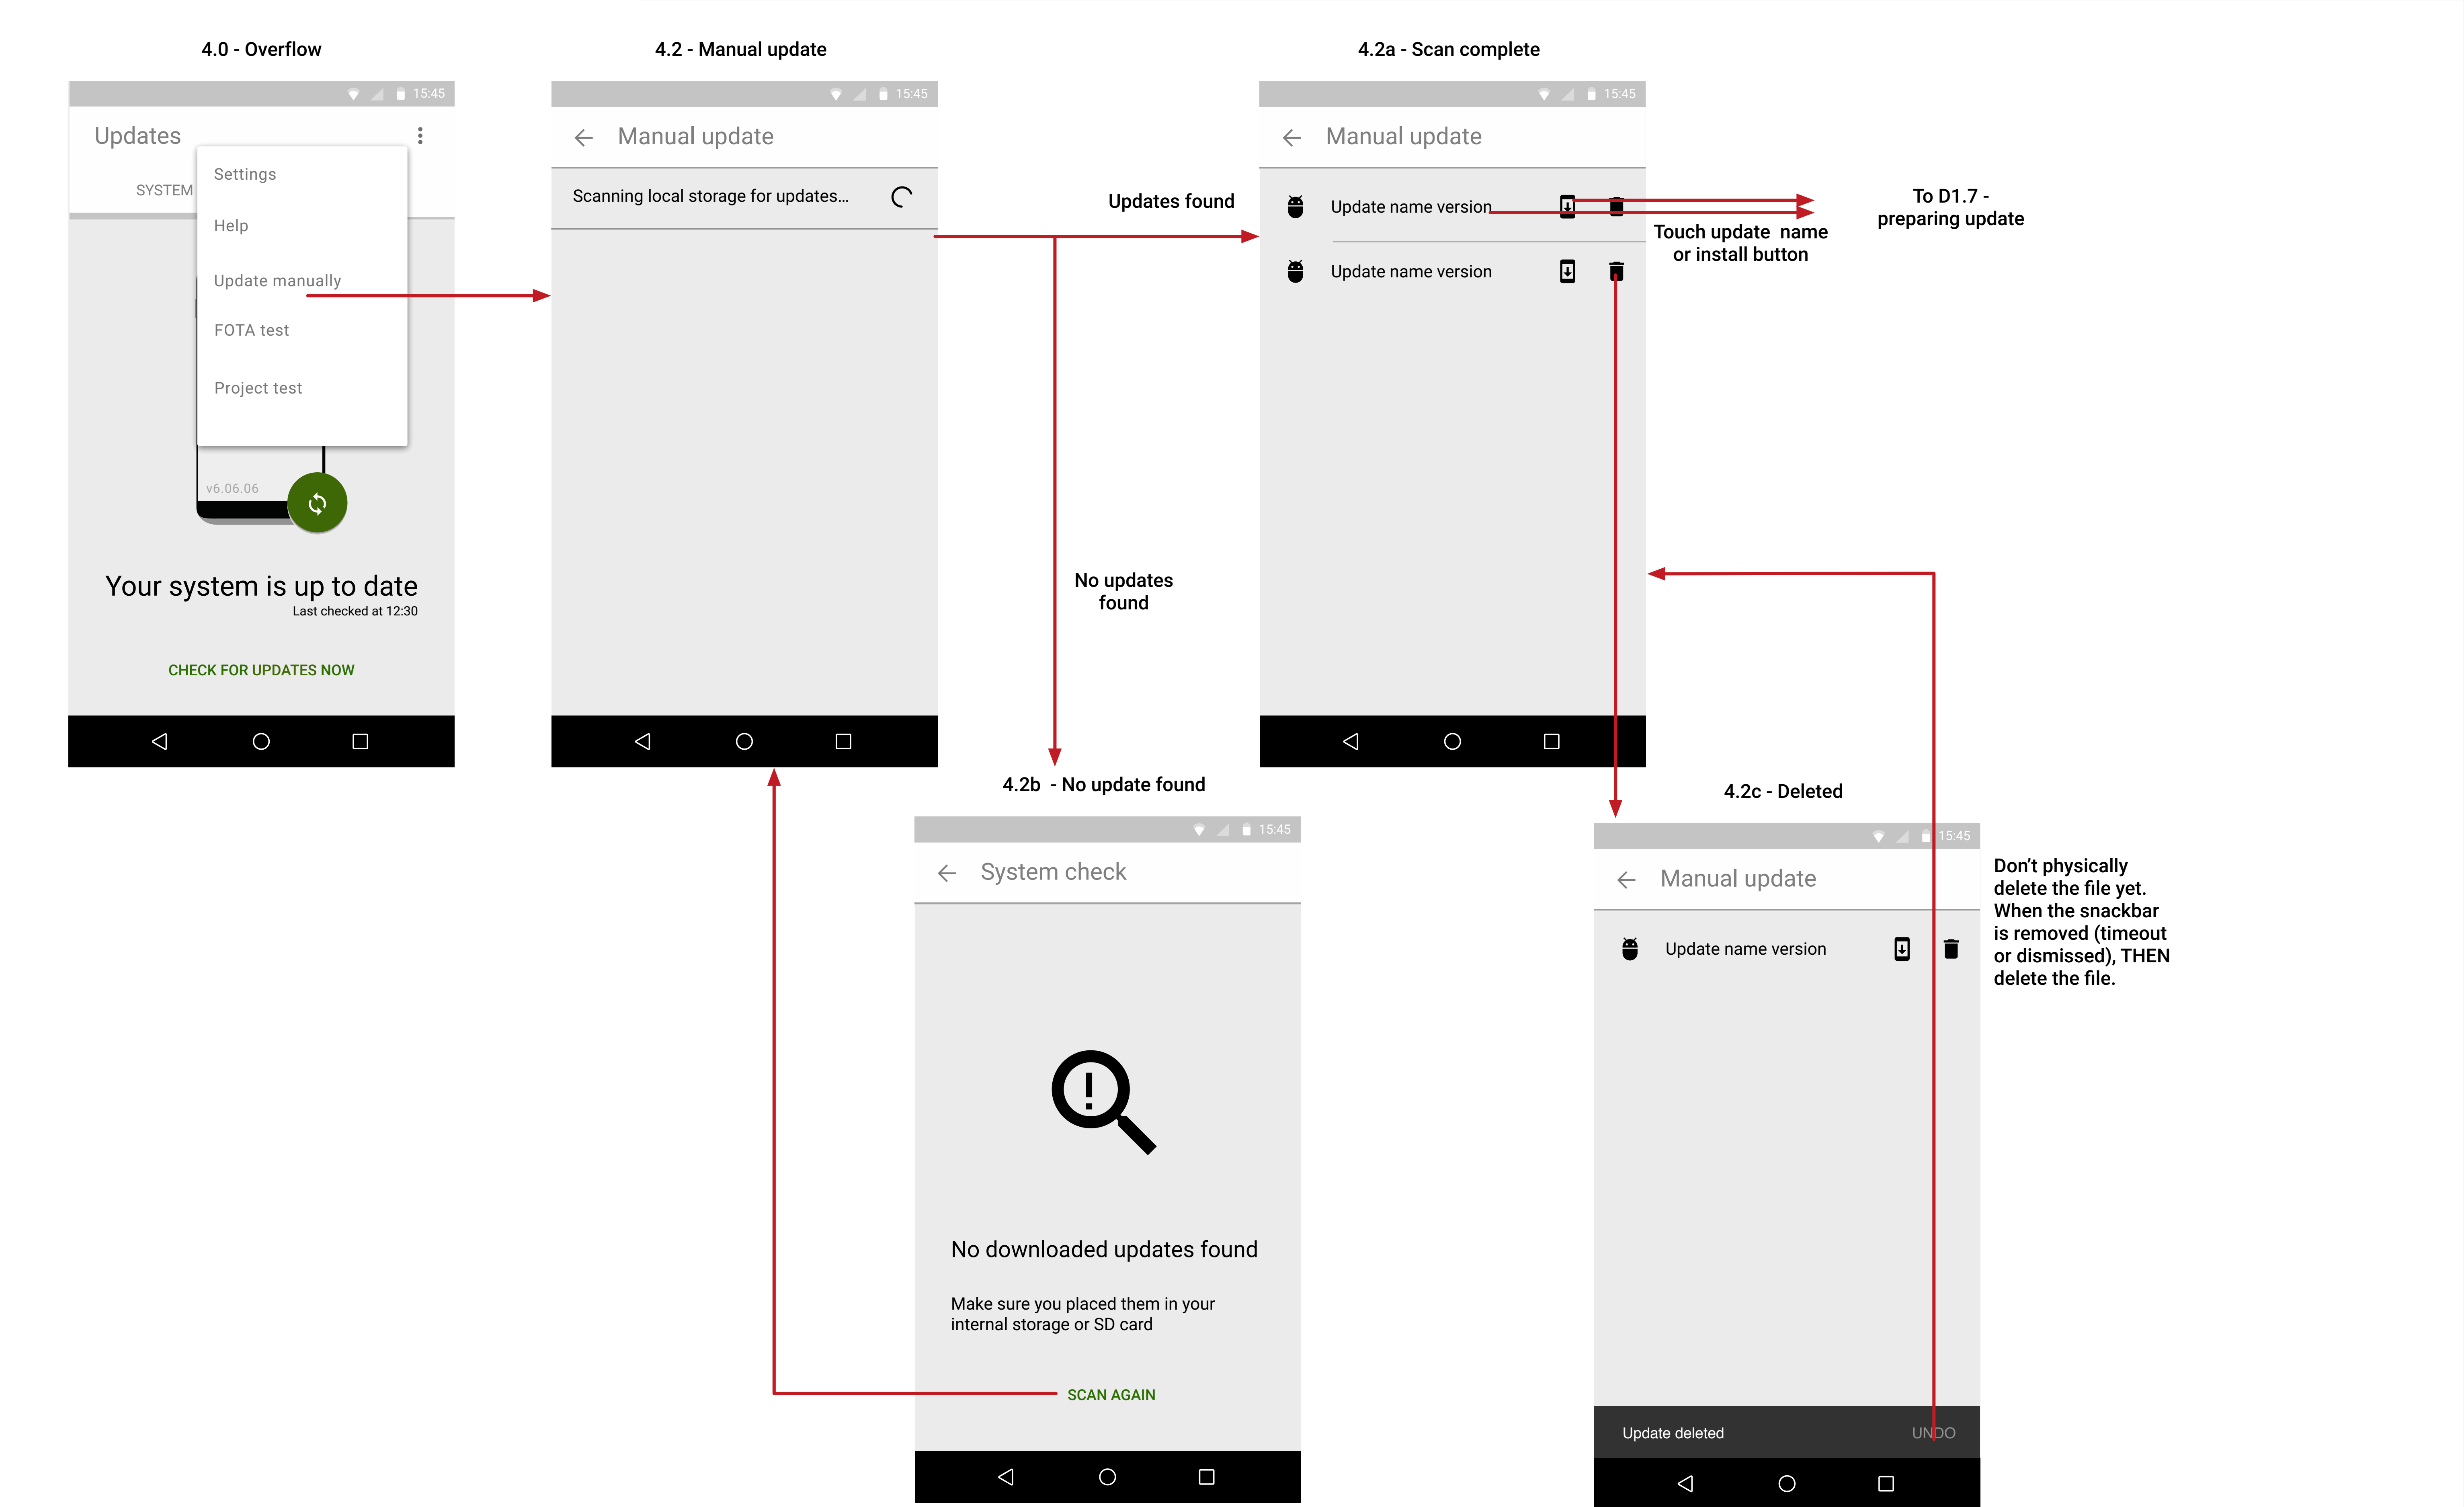 4.0 - Overflow
15:45
Updates
SYSTEM
Settings
Help
Update manually
FOTA test
Project test
v6.06.06
Your system is up to date
Last checked at 12:30
CHECK FOR UPDATES NOW
4.2 - Manual update
15:45
Manual update
Scanning local storage for updates...
Updates found
No updates
found
4.2a - Scan complete
15:45
Manual update
Update name version
Update name version
To D1.7 -
preparing update
Touch update name
or install button
4.2b - No update found
15:45
System check
No downloaded updates found
Make sure you placed them in your
internal storage or SD card
SCAN AGAIN
4.2c - Deleted
15:45
Manual update
Update name version
Update deleted
UNDO
Don't physically
delete the file yet.
When the snackbar
is removed (timeout
or dismissed), THEN
delete the file.